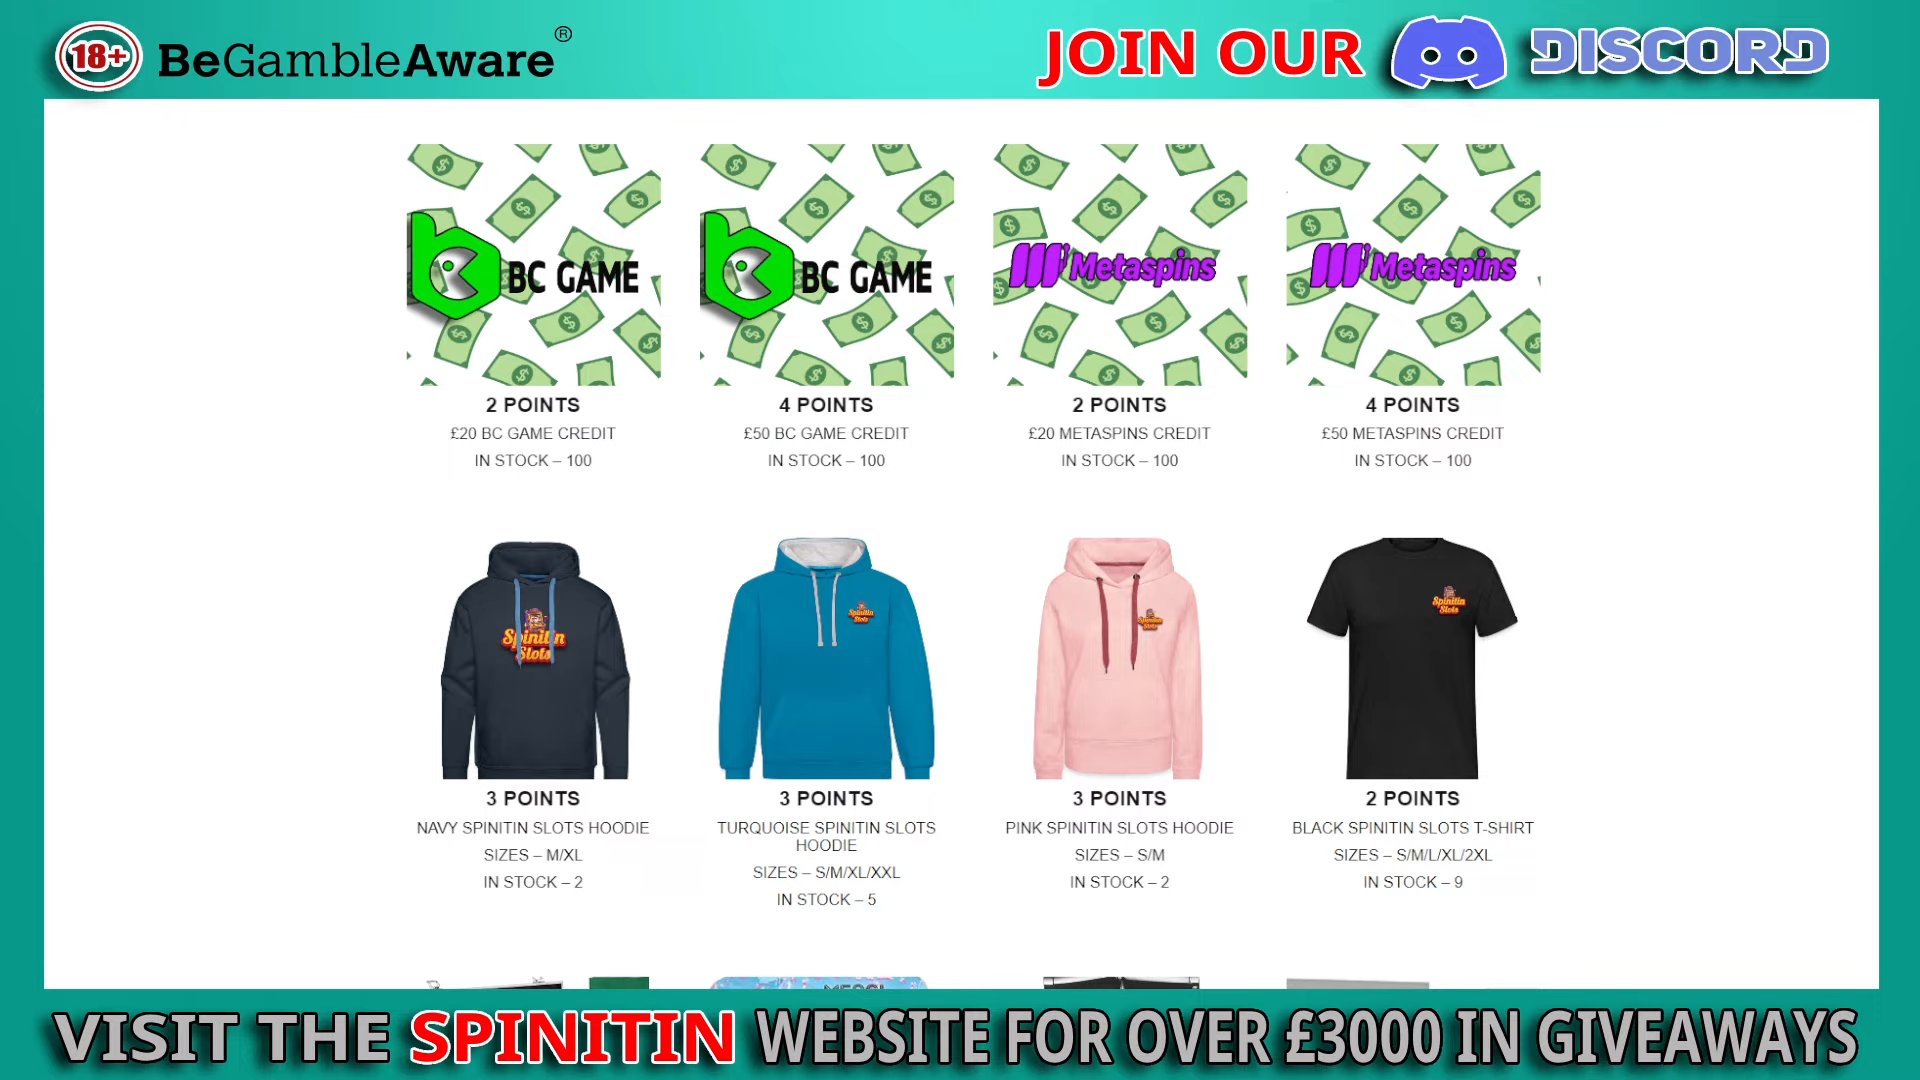 18+ BeGambleAware®
JOIN OUR DISCORD
BC GAME
BC GAME
Metaspins
Metaspins
2 POINTS
£20 BC GAME CREDIT
IN STOCK – 100
4 POINTS
£50 BC GAME CREDIT
IN STOCK – 100
2 POINTS
£20 METASPINS CREDIT
IN STOCK – 100
4 POINTS
£50 METASPINS CREDIT
IN STOCK – 100
Spinitin
Slots
Spinitin
Slots
Spinitin
Slots
Spinitin
Slots
3 POINTS
NAVY SPINITIN SLOTS HOODIE
SIZES – M/XL
IN STOCK – 2
3 POINTS
TURQUOISE SPINITIN SLOTS
HOODIE
SIZES – S/M/XL/XXL
IN STOCK – 5
3 POINTS
PINK SPINITIN SLOTS HOODIE
SIZES – S/M
IN STOCK – 2
2 POINTS
BLACK SPINITIN SLOTS T-SHIRT
SIZES – S/M/L/XL/2XL
IN STOCK – 9
VISIT THE SPINITIN WEBSITE FOR OVER £3000 IN GIVEAWAYS